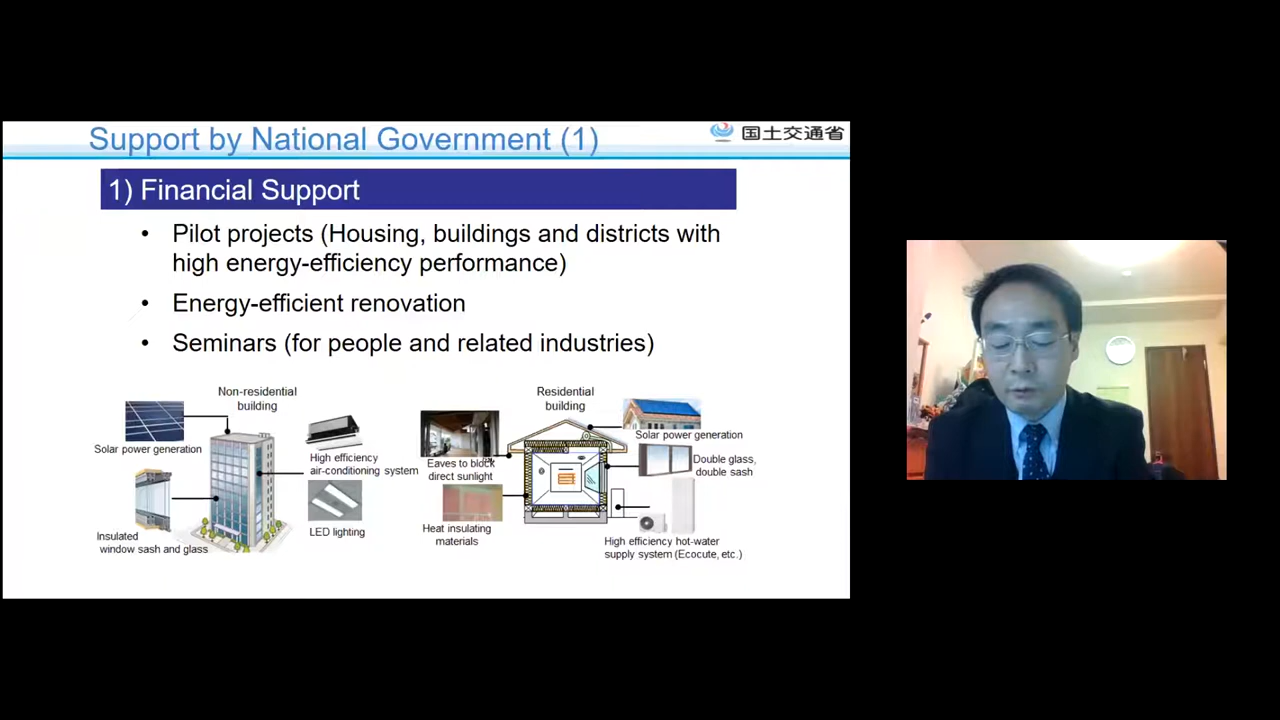 Support by National Government (1)
国土交通省
1) Financial Support
• Pilot projects (Housing, buildings and districts with
high energy-efficiency performance)
• Energy-efficient renovation
• Seminars (for people and related industries)
Non-residential
building
Solar power generation
High efficiency
air-conditioning system
Insulated
window sash and glass
LED lighting
Residential
building
Eaves to block
direct sunlight
Solar power generation
Double glass,
double sash
Heat insulating
materials
High efficiency hot-water
supply system (Ecocute, etc.)